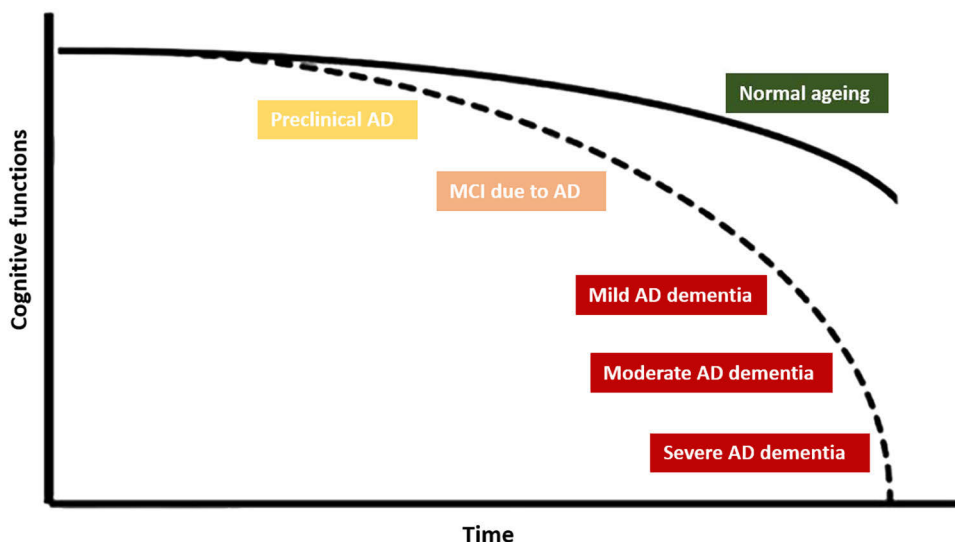 Normal ageing
Preclinical AD
MCI due to AD
Mild AD dementia
Moderate AD dementia
Severe AD dementia
Cognitive functions
Time